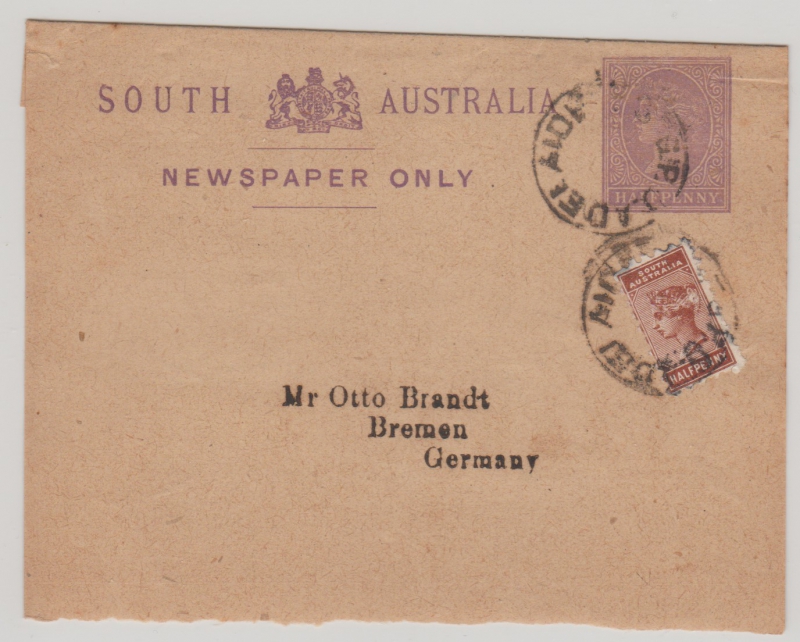 SOUTH AUSTRALIA
NEWSPAPER ONLY
HALFPENNY
SOUTH
AUSTRALIA
HALFPENNY
Mr Otto Brandt
Bremen
Germany